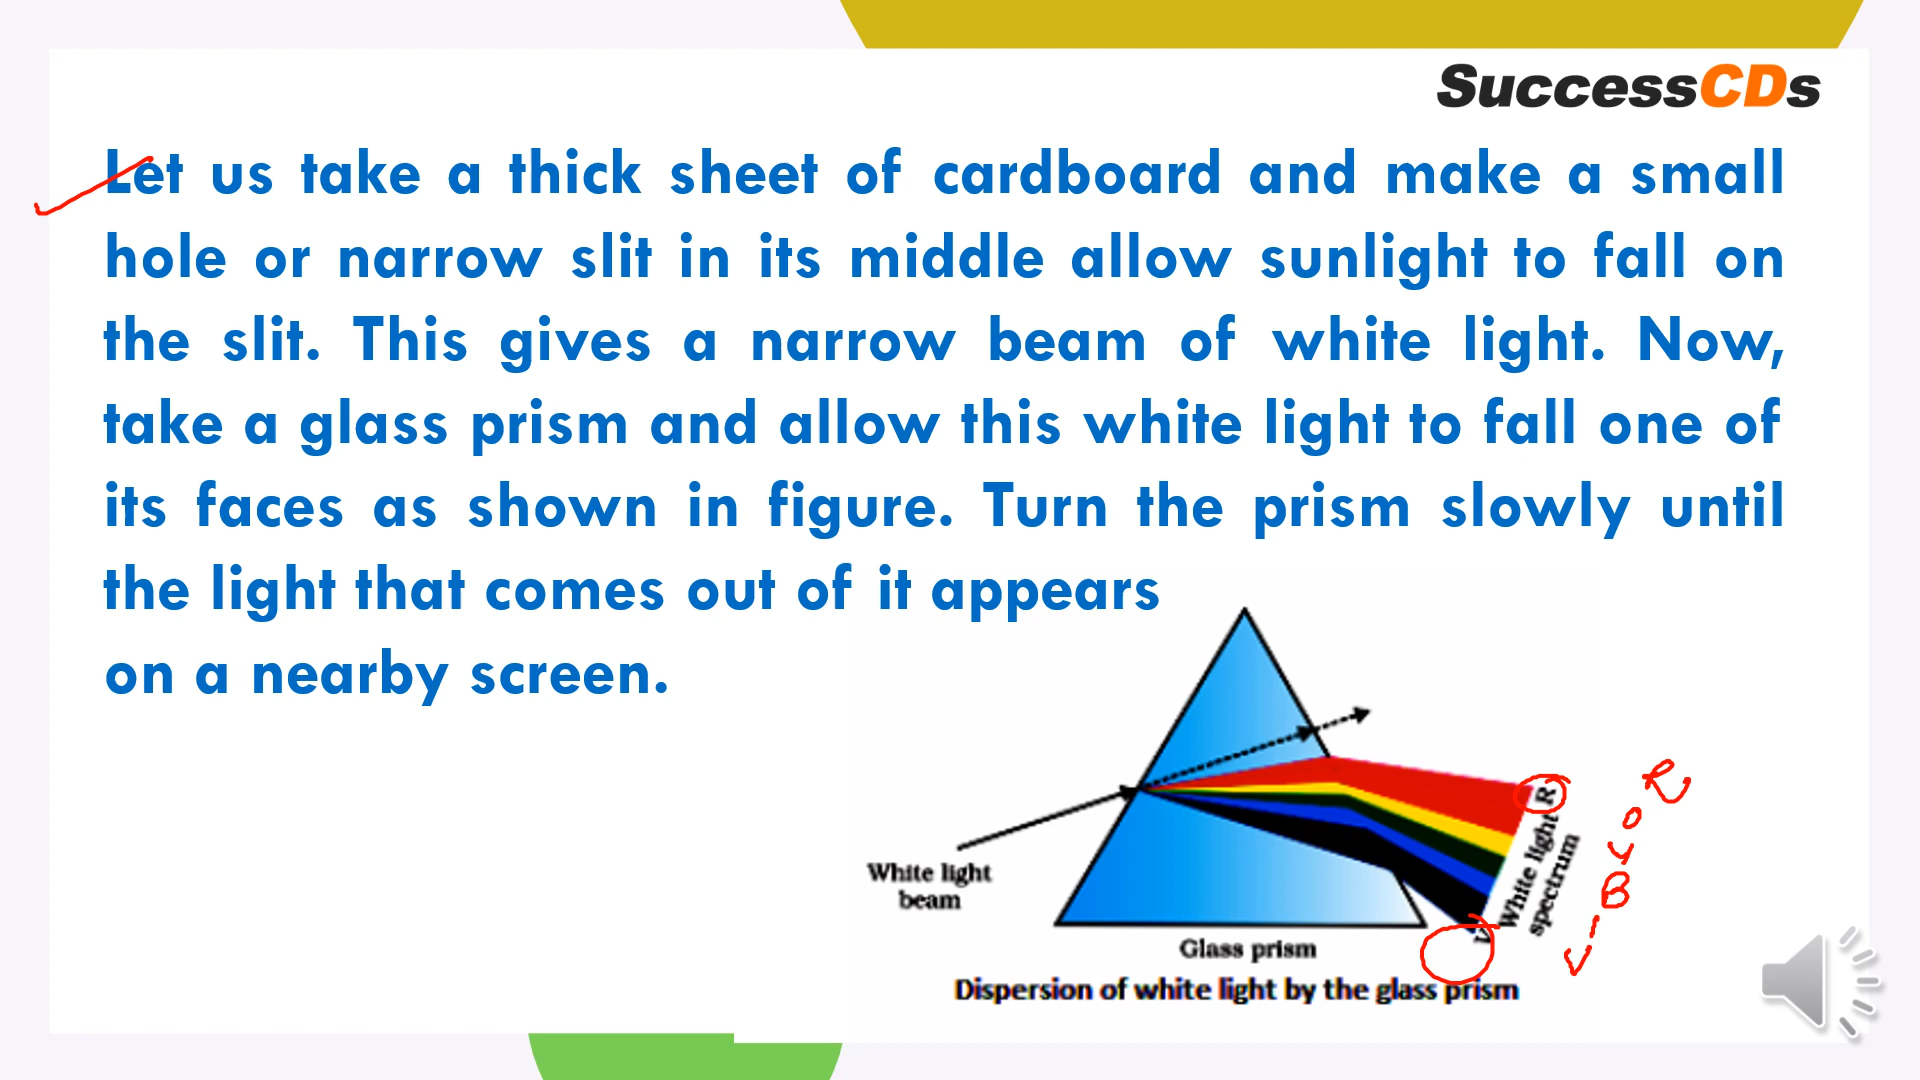 SuccessCDs
Let us take a thick sheet of cardboard and make a small
hole or narrow slit in its middle allow sunlight to fall on
the slit. This gives a narrow beam of white light. Now,
take a glass prism and allow this white light to fall one of
its faces as shown in figure. Turn the prism slowly until
the light that comes out of it appears
on a nearby screen.
White light
beam
R
White light
spectrum
V
R
O
B
Glass prism
Dispersion of white light by the glass prism